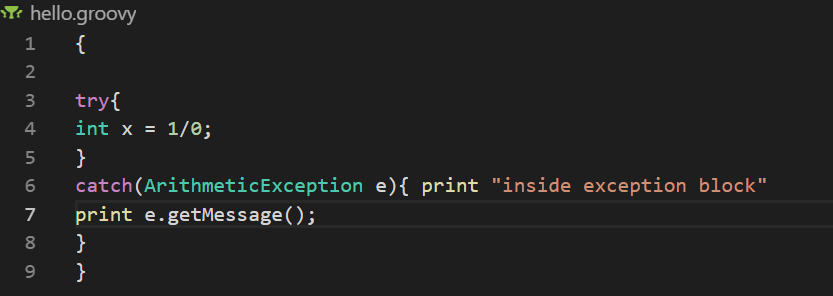 hello.groovy
1 {
2
3 try{
4 int x = 1/0;
5 }
6 catch(ArithmeticException e){ print "inside exception block"
7 print e.getMessage();
8 }
9 }